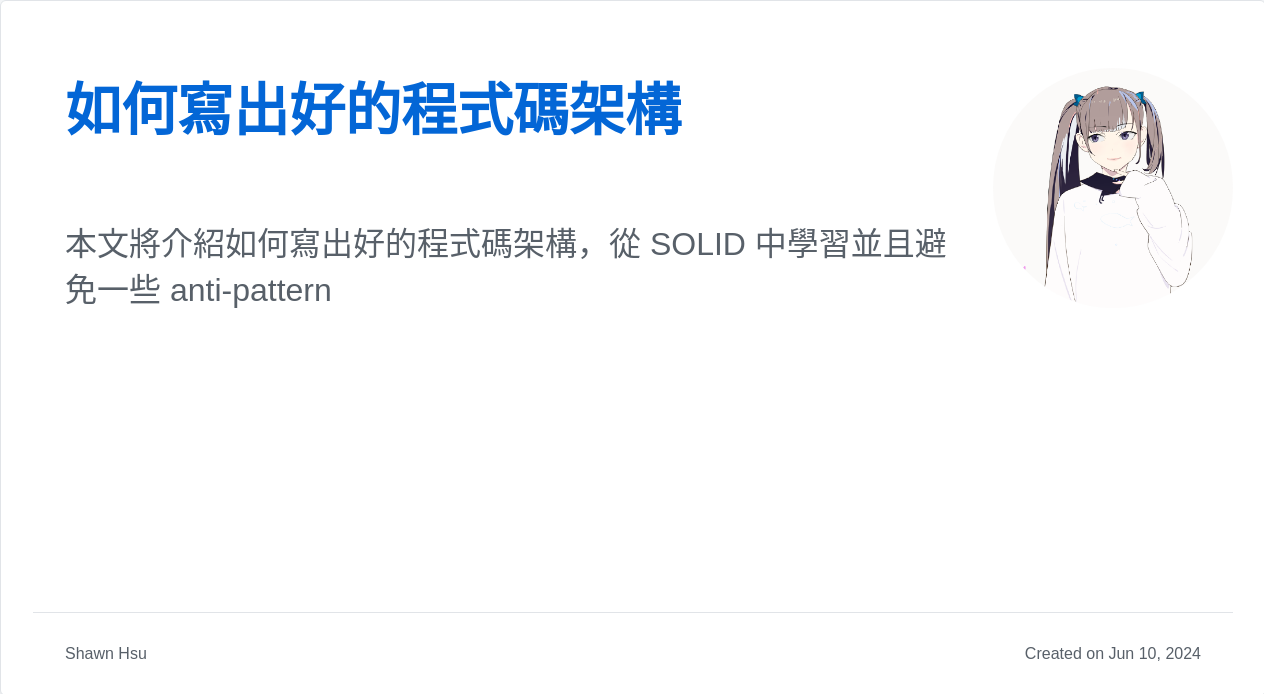 如何寫出好的程式碼架構
本文將介紹如何寫出好的程式碼架構，從 SOLID 中學習並且避
免一些 anti-pattern
Shawn Hsu
Created on Jun 10, 2024